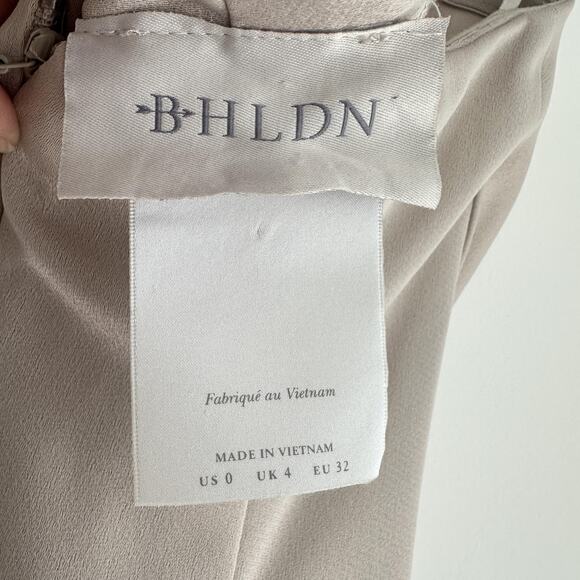 BHLDN
Fabriqué au Vietnam
MADE IN VIETNAM
US 0 UK 4 EU 32